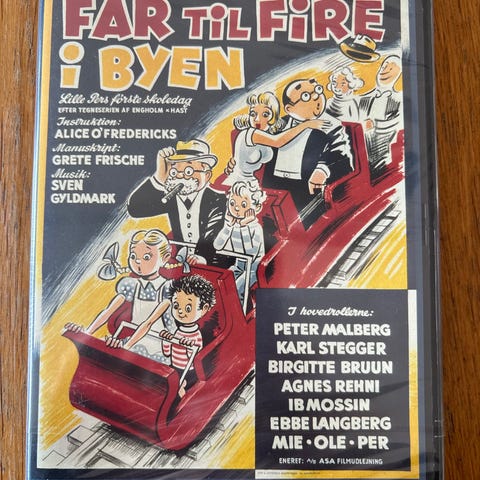 FAR TIL FIRE
i BYEN
Lille Pers första skoledag
EFTER TEGNESERIEN AF ENGHOLM • HAST
Instruktion:
ALICE O'FREDERICKS
Manuskript:
GRETE FRISCHE
Musik:
SVEN
GYLDMARK
I hovedrollerne:
PETER MALBERG
KARL STEGGER
BIRGITTE BRUUN
AGNES REHNI
IB MOSSIN
EBBE LANGBERG
MIE • OLE • PER
ENERET: A/S ASA FILMUDLEJNING